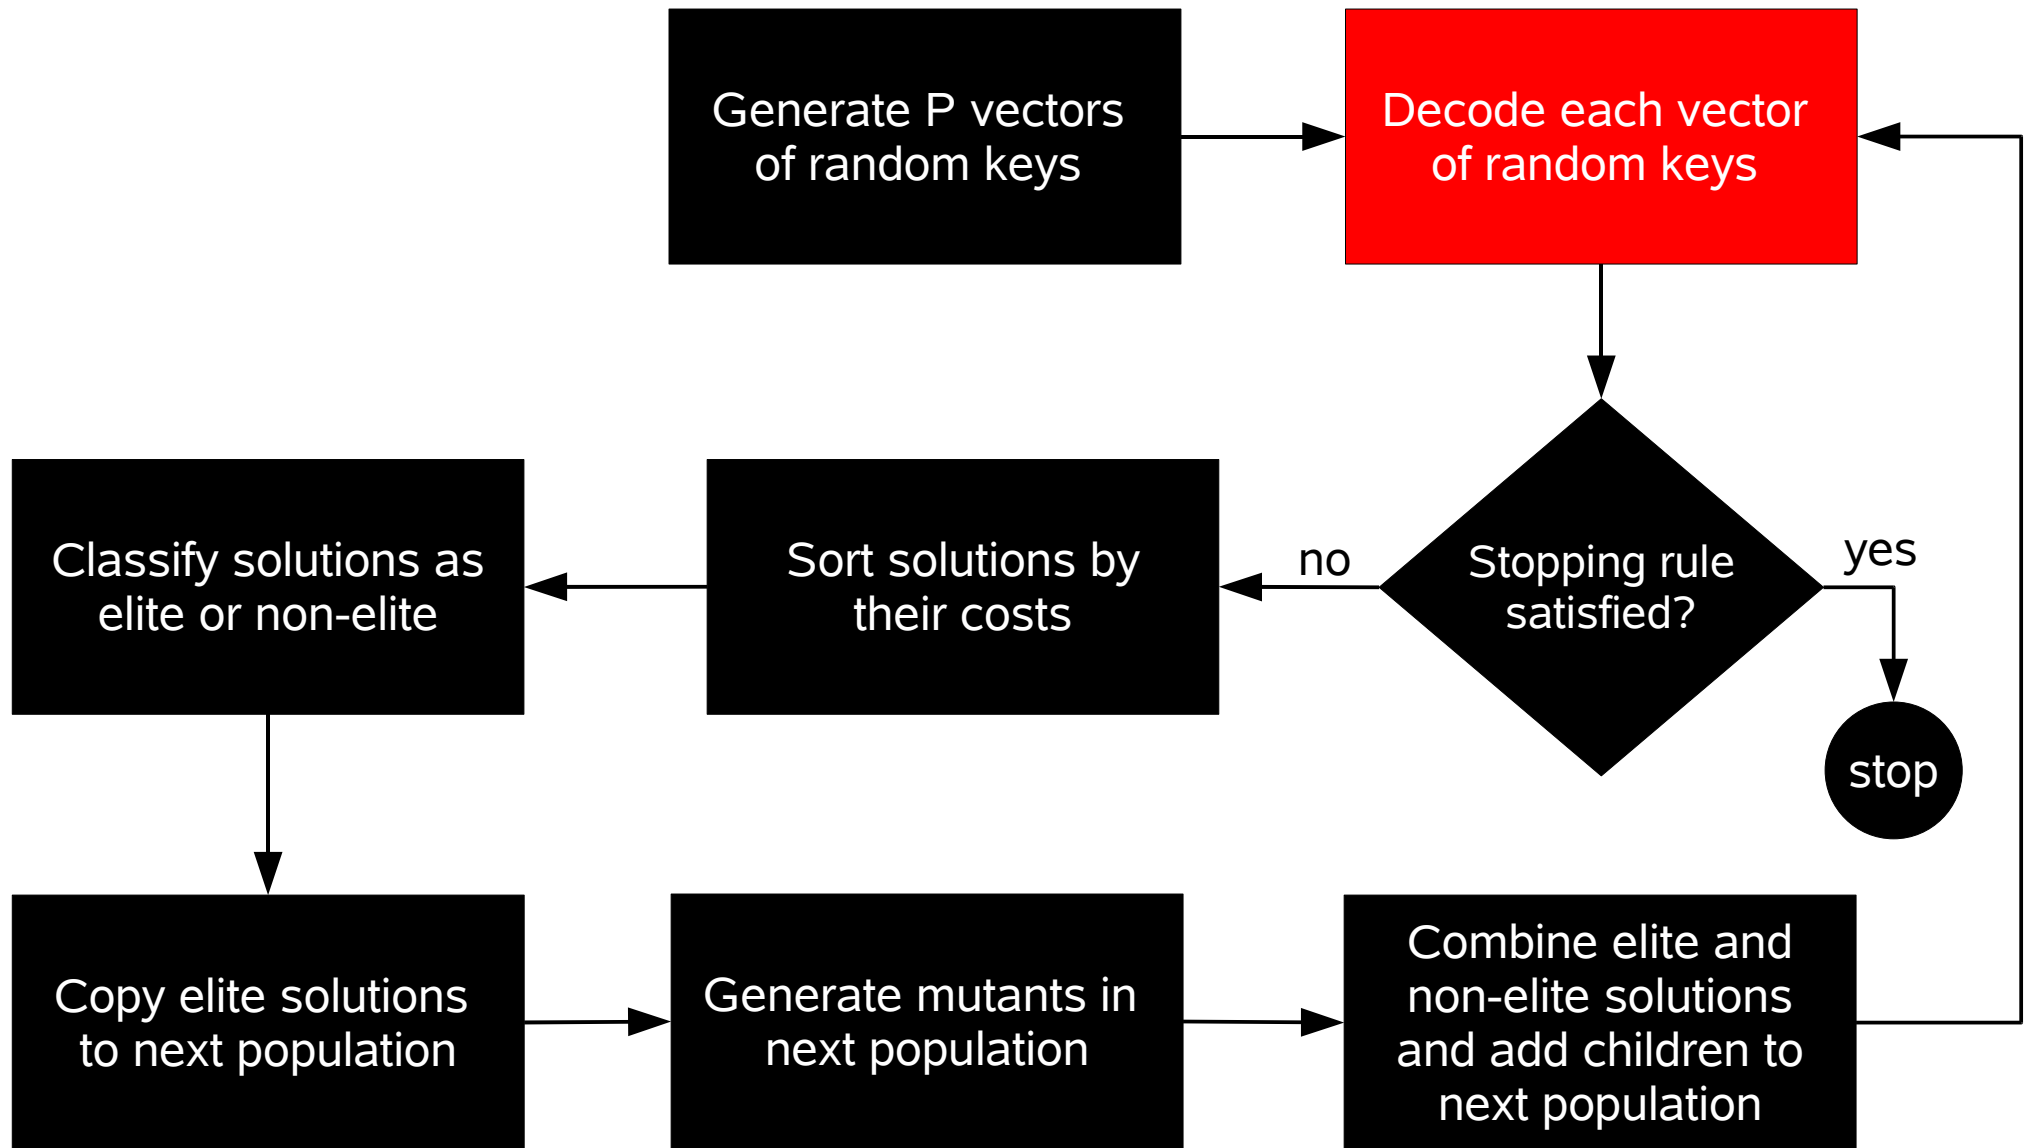 Generate P vectors
of random keys
Decode each vector
of random keys
Classify solutions as
elite or non-elite
Sort solutions by
their costs
no
Stopping rule
satisfied?
yes
stop
Copy elite solutions
to next population
Generate mutants in
next population
Combine elite and
non-elite solutions
and add children to
next population